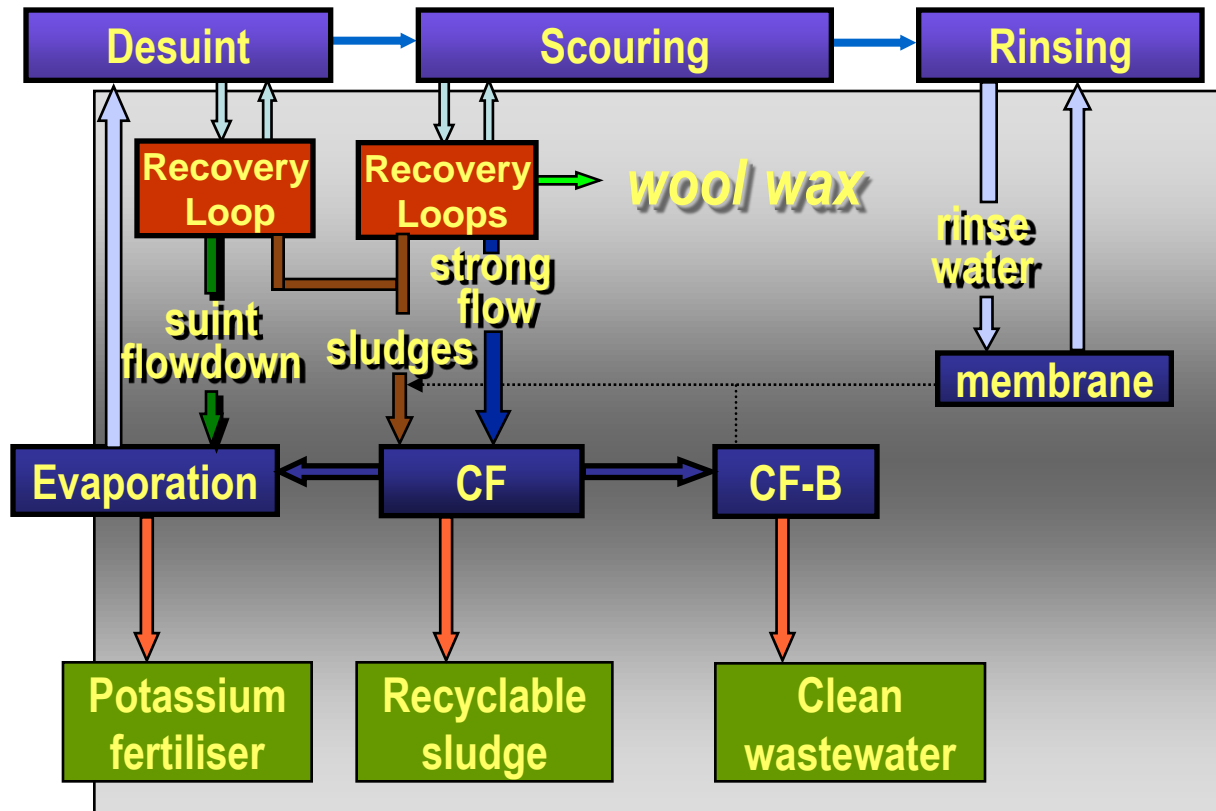 Desuint
Scouring
Rinsing
Recovery
Loop
Recovery
Loops
wool wax
rinse
water
strong
flow
suint
flowdown
sludges
membrane
Evaporation
CF
CF-B
Potassium
fertiliser
Recyclable
sludge
Clean
wastewater